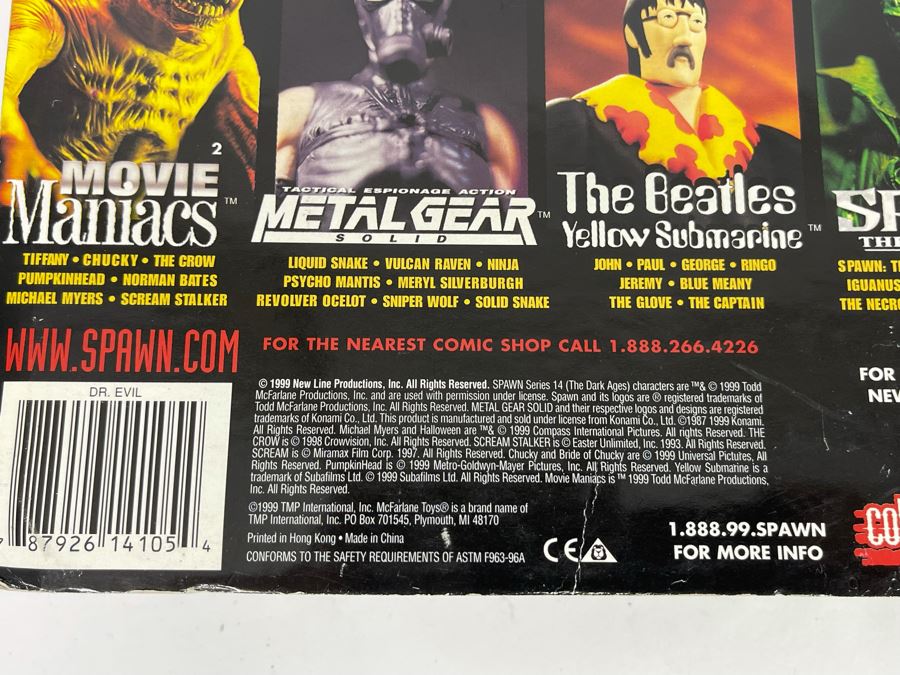 2
MOVIE
Maniacs™
TIFFANY • CHUCKY • THE CROW
PUMPKINHEAD • NORMAN BATES
MICHAEL MYERS • SCREAM STALKER
TACTICAL ESPIONAGE ACTION
METAL GEAR™
SOLID
LIQUID SNAKE • VULCAN RAVEN • NINJA
PSYCHO MANTIS • MERYL SILVERBURGH
REVOLVER OCELOT • SNIPER WOLF • SOLID SNAKE
The Beatles
Yellow Submarine™
JOHN • PAUL • GEORGE • RINGO
JEREMY • BLUE MEANY
THE GLOVE • THE CAPTAIN
SPAWN:
WWW.SPAWN.COM
FOR THE NEAREST COMIC SHOP CALL 1.888.266.4226
FOR
DR. EVIL
7 87926 14105 4
© 1999 New Line Productions, Inc. All Rights Reserved. SPAWN Series 14 (The Dark Ages) characters are ™& © 1999 Todd
McFarlane Productions, Inc. and are used with permission under license. Spawn and its logos are ® registered trademarks of
Todd McFarlane Productions, Inc. All Rights Reserved. METAL GEAR SOLID and their respective logos and designs are registered
trademarks of Konami Co., Ltd. This product is manufactured and sold under license from Konami Co., Ltd. ©1987 1999 Konami.
All Rights Reserved. Michael Myers and Halloween are ™& © 1999 Compass International Pictures. All rights Reserved. THE
CROW is © 1998 Crowvision, Inc. All Rights Reserved. SCREAM STALKER is © Easter Unlimited, Inc. 1993. All Rights Reserved.
SCREAM is © Miramax Film Corp. 1997. All Rights Reserved. Chucky and Bride of Chucky are © 1999 Universal Pictures, All
Rights Reserved. PumpkinHead is © 1999 Metro-Goldwyn-Mayer Pictures, Inc. All Rights Reserved. Yellow Submarine is a
trademark of Subafilms Ltd. © 1999 Subafilms Ltd. All Rights Reserved. Movie Maniacs is ™ 1999 Todd McFarlane Productions,
Inc. All Rights Reserved.
©1999 TMP International, Inc. McFarlane Toys® is a brand name of
TMP International, Inc. PO Box 701545, Plymouth, MI 48170
Printed in Hong Kong • Made in China
CONFORMS TO THE SAFETY REQUIREMENTS OF ASTM F963-96A
CE
1.888.99.SPAWN
FOR MORE INFO